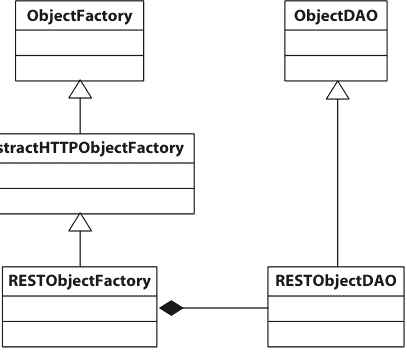 ObjectFactory
ObjectDAO
stractHTTPObjectFactory
RESTObjectFactory
RESTObjectDAO